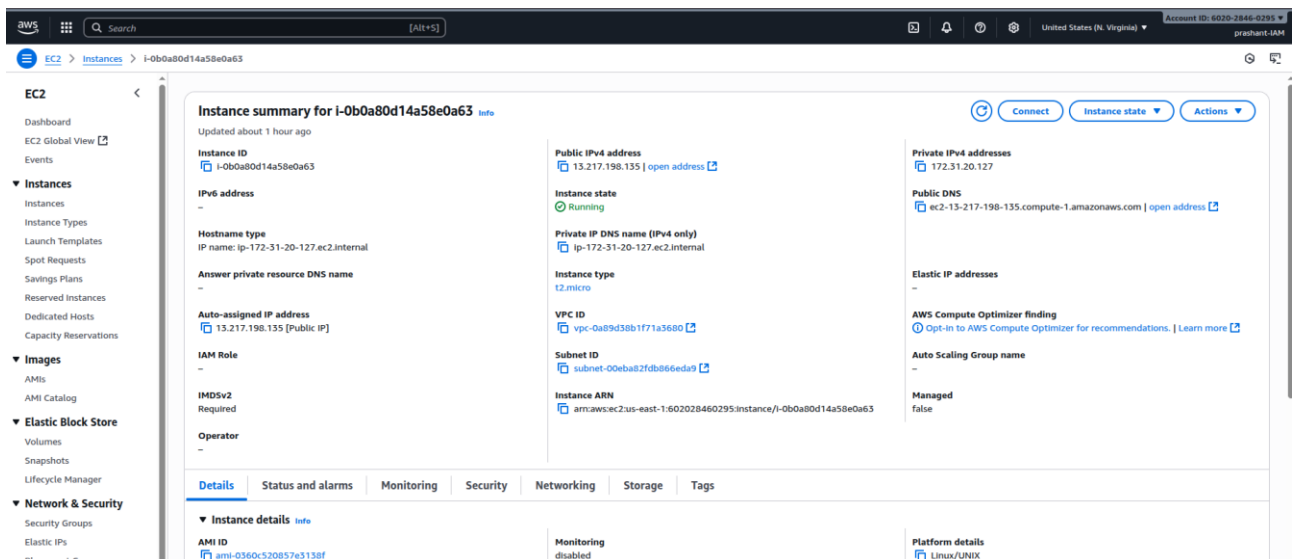 aws
Search [Alt+S]
United States (N. Virginia)
Account ID: 6020-2846-0295
prashant-IAM
EC2 > Instances > i-0b0a80d14a58e0a63
EC2
Dashboard
EC2 Global View
Events
Instances
Instances
Instance Types
Launch Templates
Spot Requests
Savings Plans
Reserved Instances
Dedicated Hosts
Capacity Reservations
Images
AMIs
AMI Catalog
Elastic Block Store
Volumes
Snapshots
Lifecycle Manager
Network & Security
Security Groups
Elastic IPs
Instance summary for i-0b0a80d14a58e0a63 Info
Connect
Instance state
Actions
Updated about 1 hour ago
Instance ID
i-0b0a80d14a58e0a63
Public IPv4 address
13.217.198.135 | open address
Private IPv4 addresses
172.31.20.127
IPv6 address
–
Instance state
Running
Public DNS
ec2-13-217-198-135.compute-1.amazonaws.com | open address
Hostname type
IP name: ip-172-31-20-127.ec2.internal
Private IP DNS name (IPv4 only)
ip-172-31-20-127.ec2.internal
Answer private resource DNS name
–
Instance type
t2.micro
Elastic IP addresses
–
Auto-assigned IP address
13.217.198.135 [Public IP]
VPC ID
vpc-0a89d38b1f71a3680
AWS Compute Optimizer finding
Opt-in to AWS Compute Optimizer for recommendations. | Learn more
IAM Role
–
Subnet ID
subnet-00eba82fdb866eda9
Auto Scaling Group name
–
IMDSv2
Required
Instance ARN
arn:aws:ec2:us-east-1:602028460295:instance/i-0b0a80d14a58e0a63
Managed
false
Operator
–
Details
Status and alarms
Monitoring
Security
Networking
Storage
Tags
Instance details Info
AMI ID
ami-0360c520857e3138f
Monitoring
disabled
Platform details
Linux/UNIX